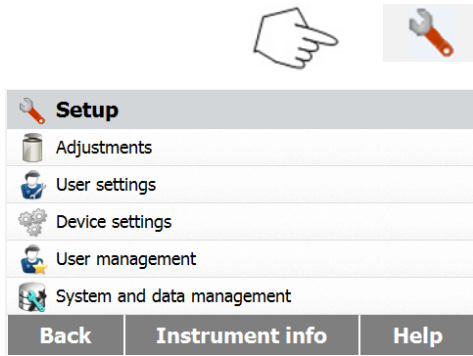 Setup
Adjustments
User settings
Device settings
User management
System and data management
Back Instrument info Help